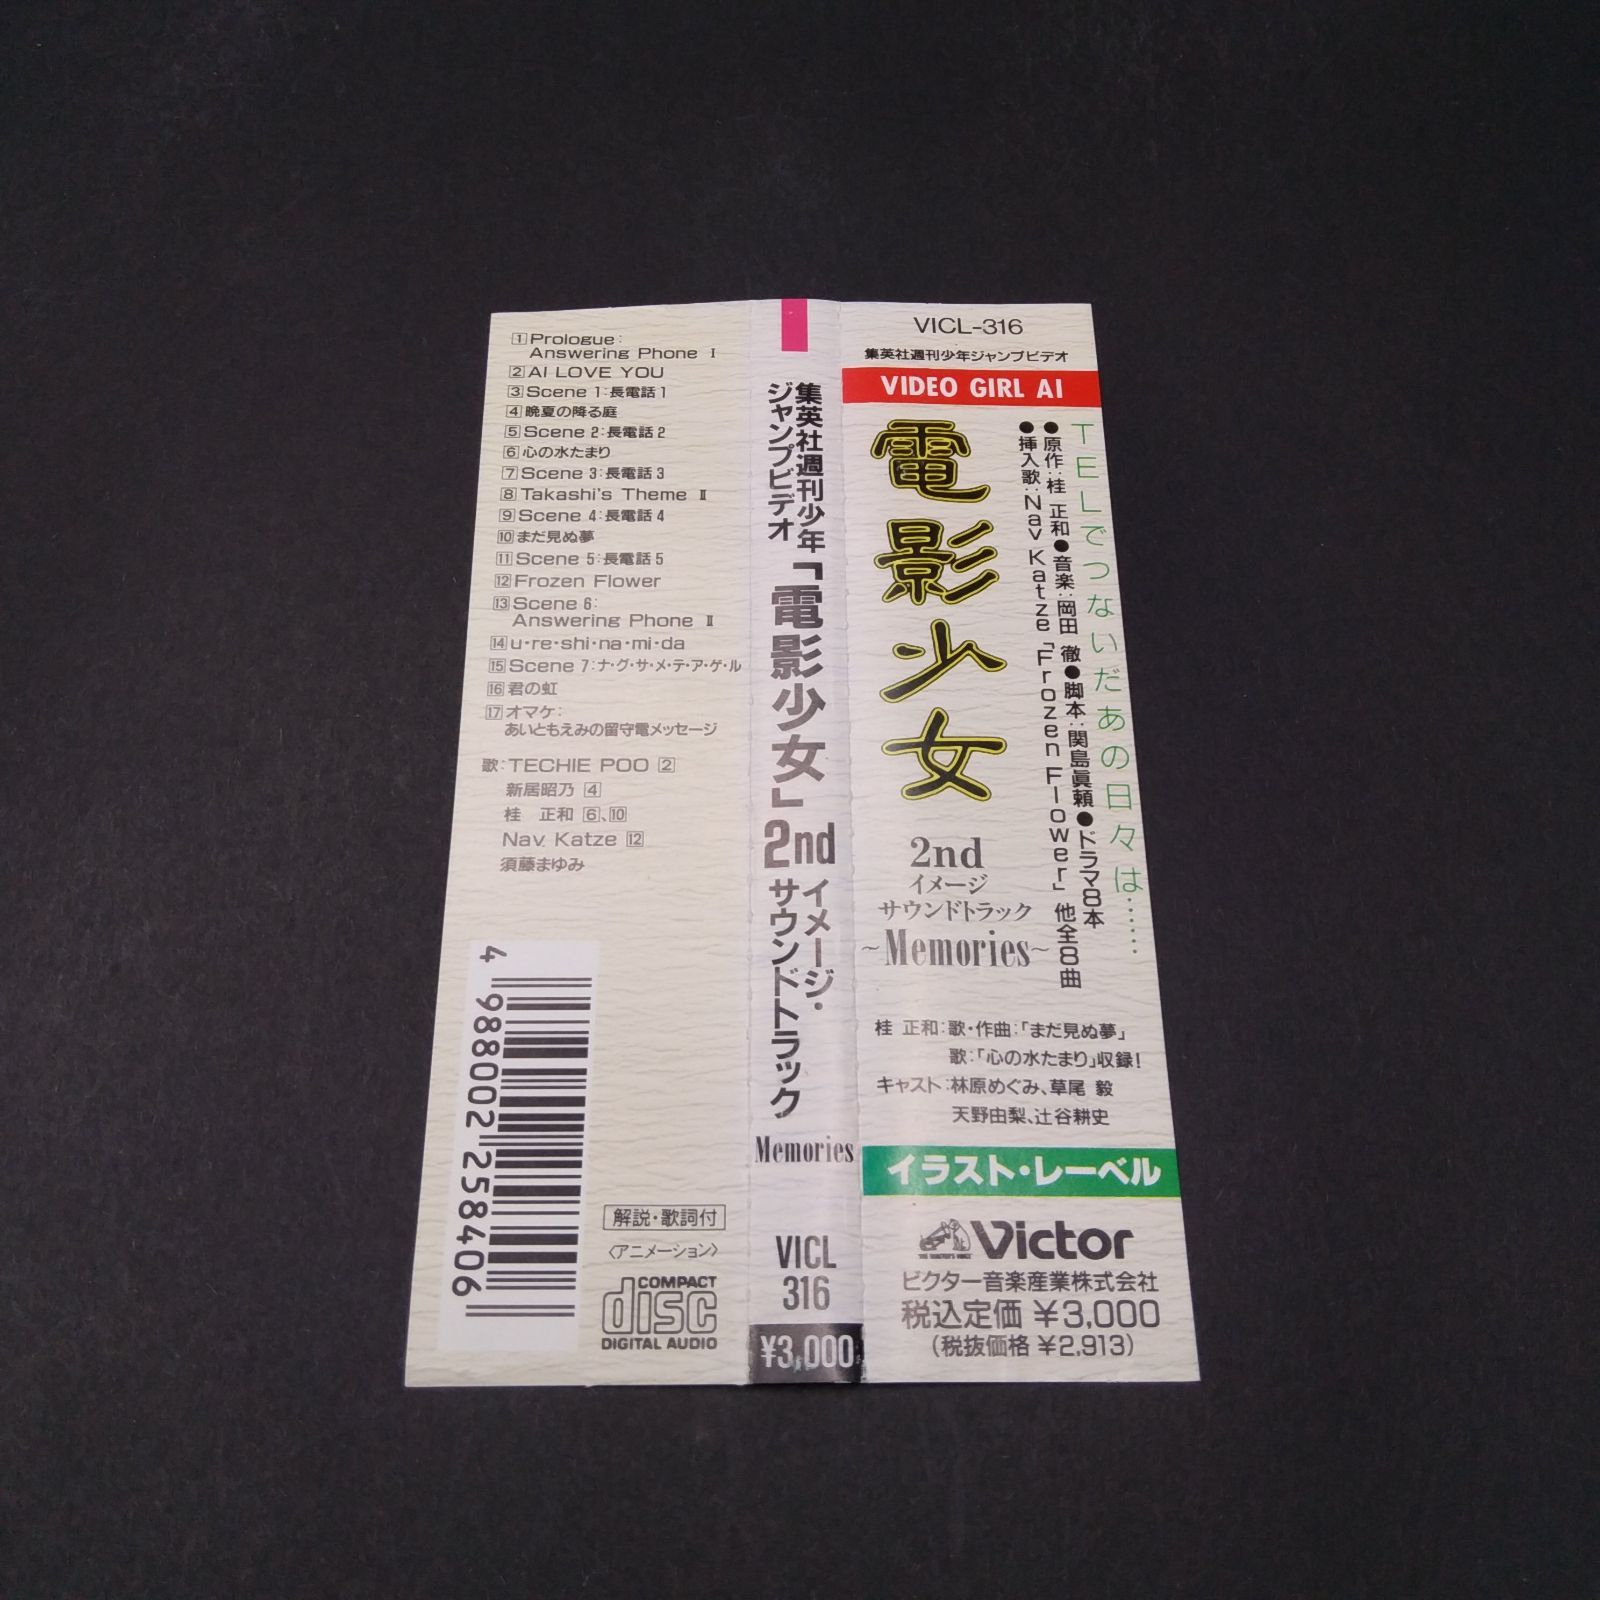 1 Prologue:
Answering Phone Ⅰ
2 AI LOVE YOU
3 Scene 1:長電話1
4 晩夏の降る庭
5 Scene 2:長電話2
6 心の水たまり
7 Scene 3:長電話3
8 Takashi's Theme Ⅱ
9 Scene 4:長電話4
10 まだ見ぬ夢
11 Scene 5:長電話5
12 Frozen Flower
13 Scene 6:
Answering Phone Ⅱ
14 u・re・shi・na・mi・da
15 Scene 7:ナ・グ・サ・メ・テ・ア・ゲ・ル
16 君の虹
17 オマケ:
あいともえみの留守電メッセージ
歌:TECHIE POO 2
新居昭乃 4
桂 正和 6、10
Nav Katze 12
須藤まゆみ
4 988002 258406
解説・歌詞付
〈アニメーション〉
COMPACT
disc
DIGITAL AUDIO
集英社週刊少年
ジャンプビデオ
「電影少女」
2nd
イメージ・
サウンドトラック
Memories
VICL
316
¥3,000
VICL-316
集英社週刊少年ジャンプビデオ
VIDEO GIRL AI
TELでつないだあの日々は……
●原作:桂 正和●音楽:岡田 徹●脚本:関島眞頼●ドラマ8本
●挿入歌:Nav Katze「Frozen Flower」他全8曲
電影少女
2nd
イメージ
サウンドトラック
~Memories~
桂 正和:歌・作曲:「まだ見ぬ夢」
歌:「心の水たまり」収録!
キャスト:林原めぐみ、草尾 毅
天野由梨、辻谷耕史
イラスト・レーベル
Victor
ビクター音楽産業株式会社
税込定価 ¥3,000
(税抜価格 ¥2,913)